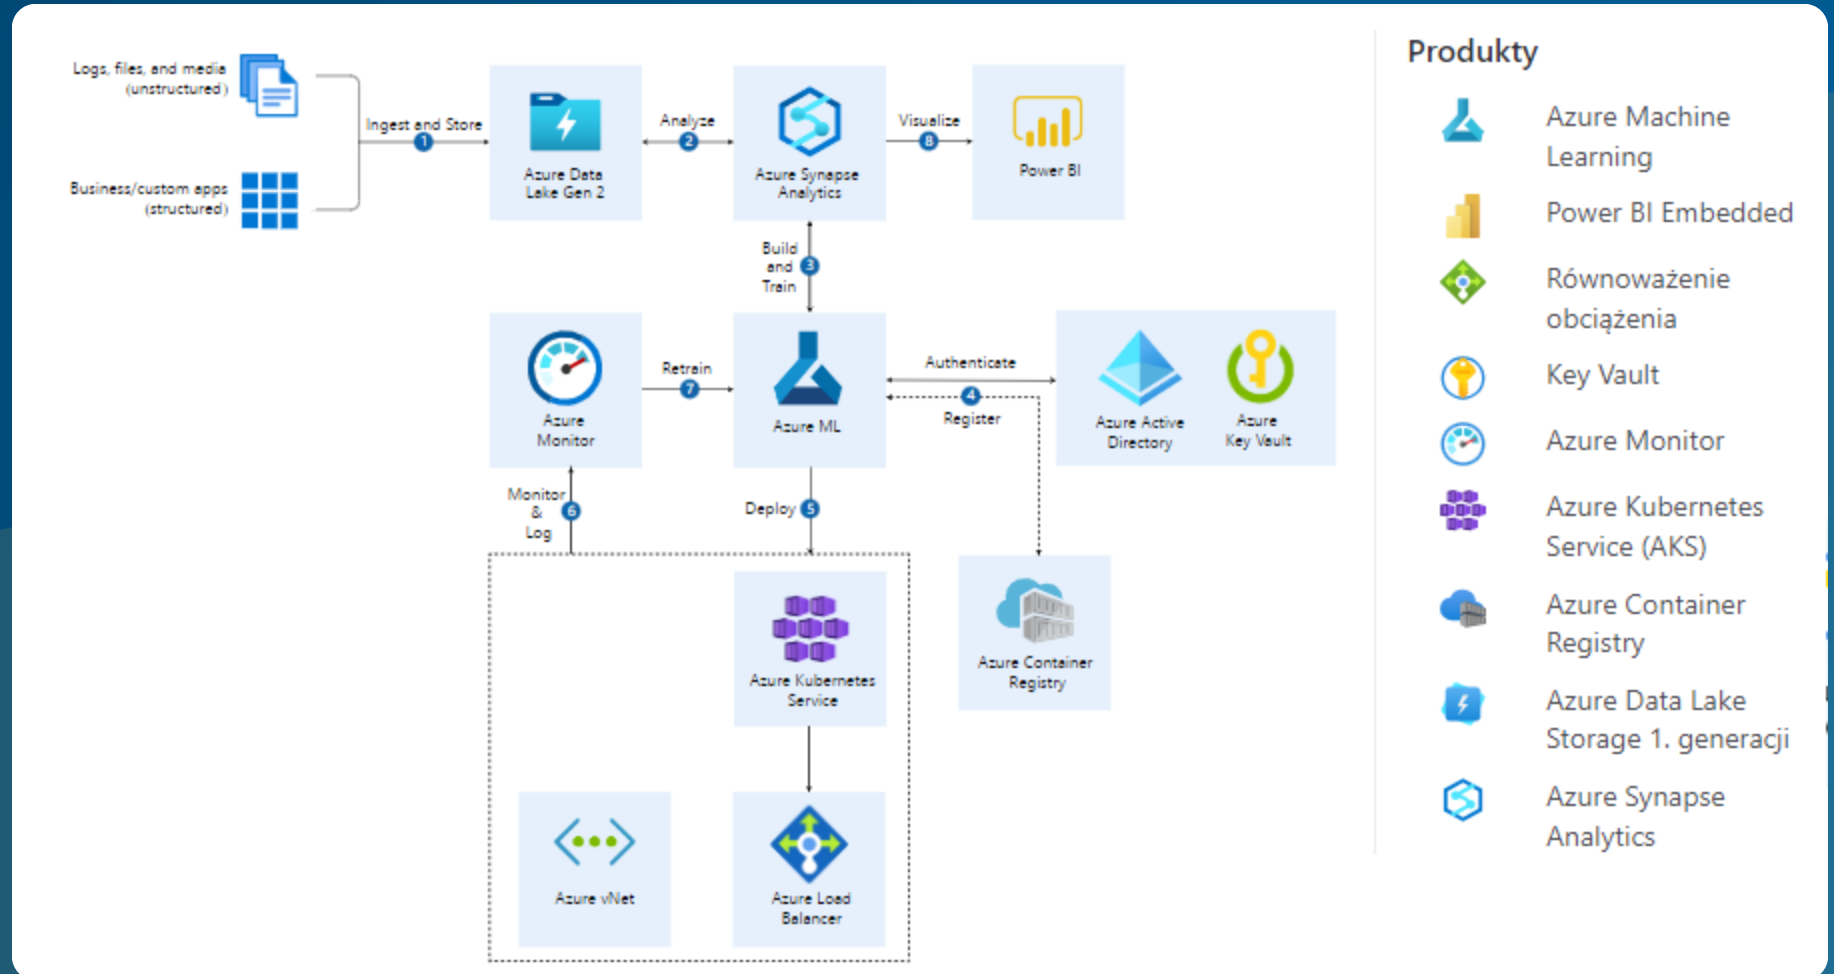 Logs, files, and media
(unstructured)
Business/custom apps
(structured)
Ingest and Store
1
Azure Data
Lake Gen 2
Analyze
2
Azure Synapse
Analytics
Visualize
8
Power BI
Build
and
Train
3
Azure
Monitor
Retrain
7
Azure ML
Authenticate
4
Register
Azure Active
Directory
Azure
Key Vault
Monitor
&
Log
6
Deploy
5
Azure Kubernetes
Service
Azure Container
Registry
Azure vNet
Azure Load
Balancer
Produkty
Azure Machine
Learning
Power BI Embedded
Równoważenie
obciążenia
Key Vault
Azure Monitor
Azure Kubernetes
Service (AKS)
Azure Container
Registry
Azure Data Lake
Storage 1. generacji
Azure Synapse
Analytics